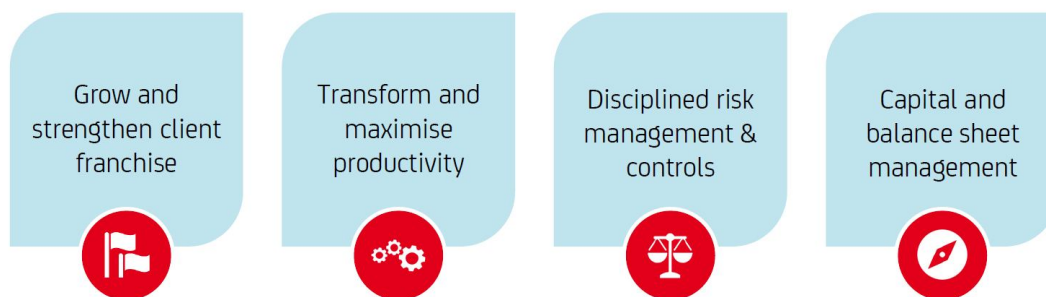 Grow and
strengthen client
franchise
Transform and
maximise
productivity
Disciplined risk
management &
controls
Capital and
balance sheet
management